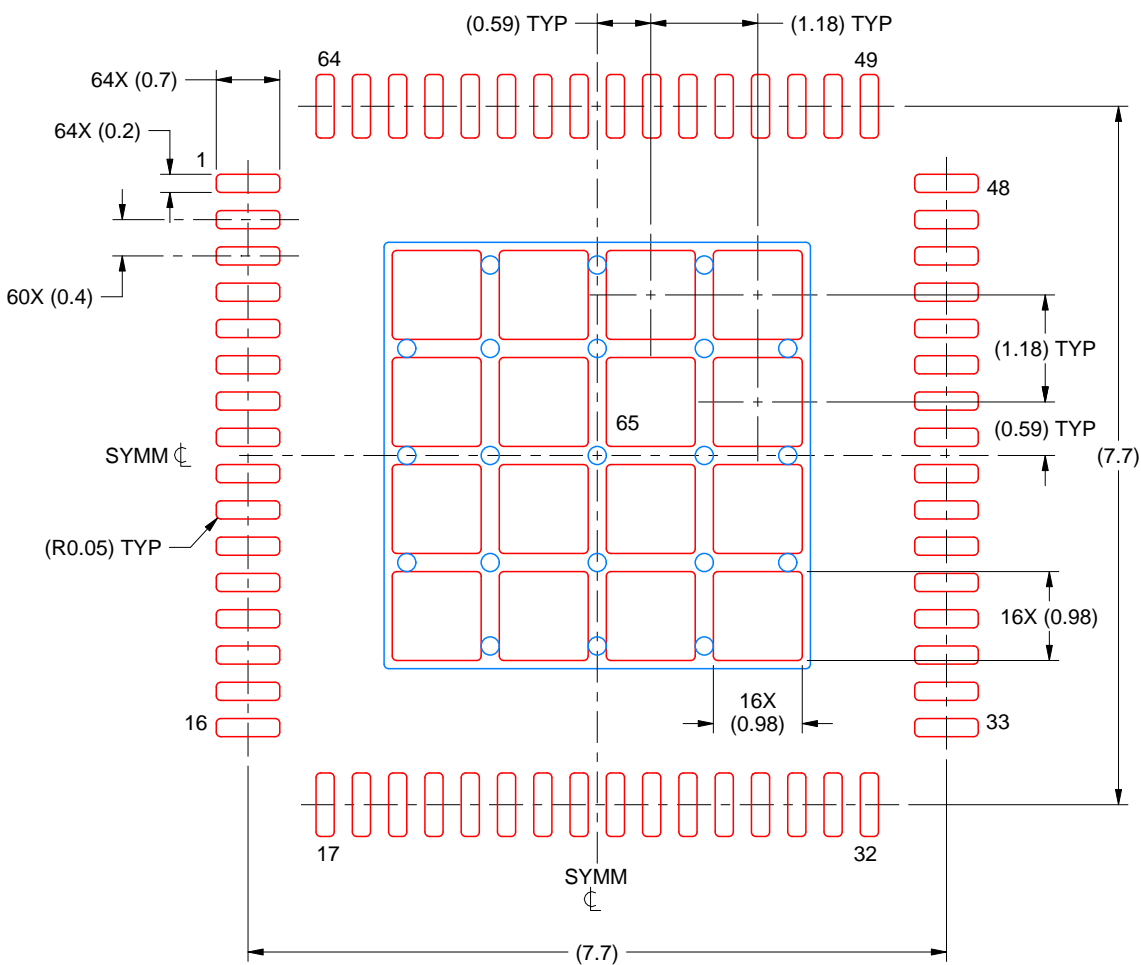 (0.59) TYP
(1.18) TYP
64X (0.7)
64
49
64X (0.2)
1
48
60X (0.4)
(1.18) TYP
65
(0.59) TYP
SYMM ℄
(7.7)
(R0.05) TYP
16X (0.98)
16X
(0.98)
16
33
17
32
SYMM
℄
(7.7)